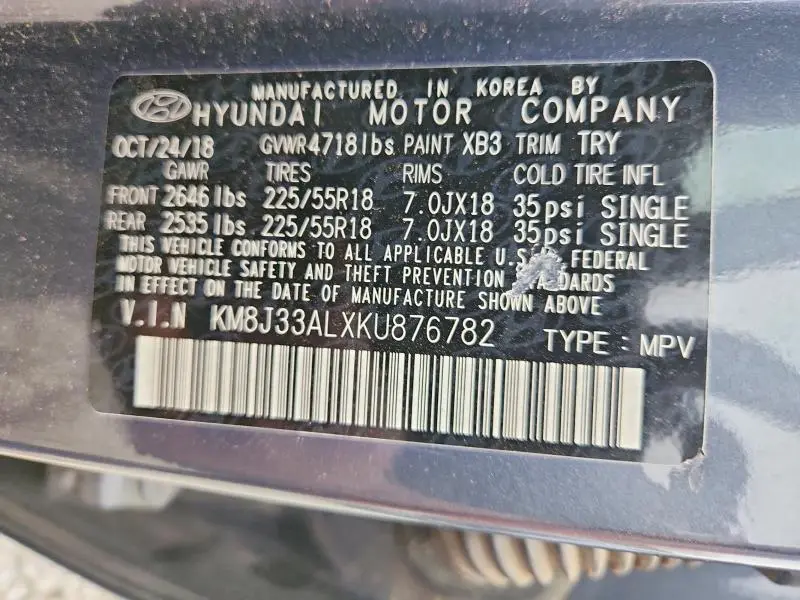 MANUFACTURED IN KOREA BY
HYUNDAI MOTOR COMPANY
OCT/24/18 GVWR4718lbs PAINT XB3 TRIM TRY
GAWR TIRES RIMS COLD TIRE INFL
FRONT 2646lbs 225/55R18 7.0JX18 35psi SINGLE
REAR 2535lbs 225/55R18 7.0JX18 35psi SINGLE
THIS VEHICLE CONFORMS TO ALL APPLICABLE FEDERAL
MOTOR VEHICLE SAFETY AND THEFT PREVENTION
IN EFFECT ON THE DATE OF MANUFACTURE SHOWN ABOVE
V.I.N KM8J33ALXKU876782 TYPE : MPV